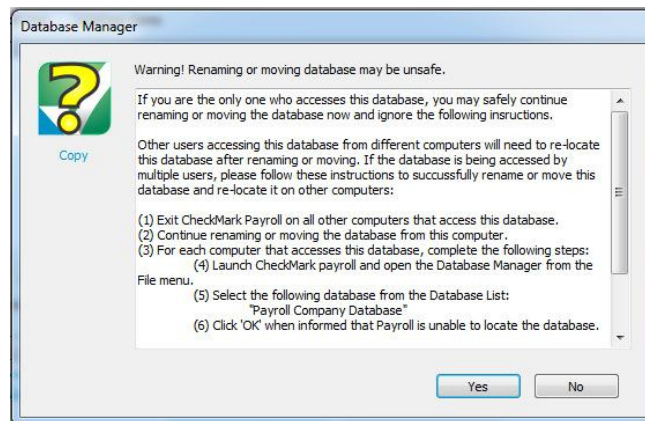 Database Manager
Warning! Renaming or moving database may be unsafe.
Copy
If you are the only one who accesses this database, you may safely continue
renaming or moving the database now and ignore the following insructions.
Other users accessing this database from different computers will need to re-locate
this database after renaming or moving. If the database is being accessed by
multiple users, please follow these instructions to succussfully rename or move this
database and re-locate it on other computers:
(1) Exit CheckMark Payroll on all other computers that access this database.
(2) Continue renaming or moving the database from this computer.
(3) For each computer that accesses this database, complete the following steps:
(4) Launch CheckMark payroll and open the Database Manager from the
File menu.
(5) Select the following database from the Database List:
"Payroll Company Database"
(6) Click 'OK' when informed that Payroll is unable to locate the database.
Yes
No